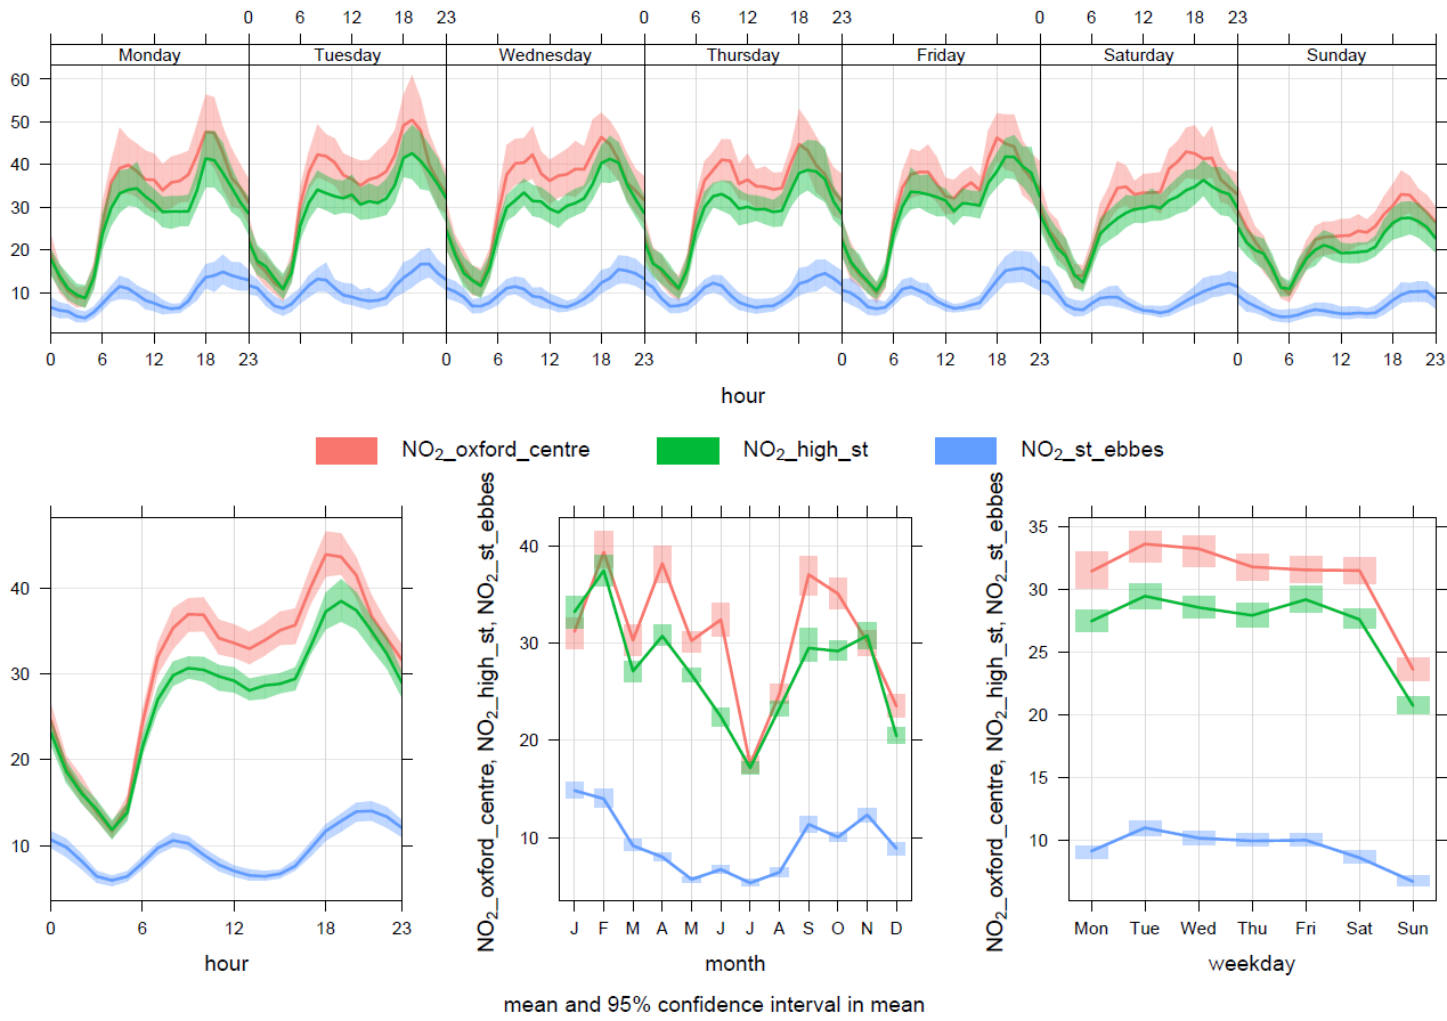 0 6 12 18 23 0 6 12 18 23 0 6 12 18 23
Monday Tuesday Wednesday Thursday Friday Saturday Sunday
60
50
40
30
20
10
0 6 12 18 23 0 6 12 18 23 0 6 12 18 23 0 6 12 18 23
hour
NO2_oxford_centre NO2_high_st NO2_st_ebbes
40
30
20
10
0 6 12 18 23
hour
NO2_oxford_centre, NO2_high_st, NO2_st_ebbes
40
30
20
10
J F M A M J J A S O N D
month
NO2_oxford_centre, NO2_high_st, NO2_st_ebbes
35
30
25
20
15
10
Mon Tue Wed Thu Fri Sat Sun
weekday
mean and 95% confidence interval in mean